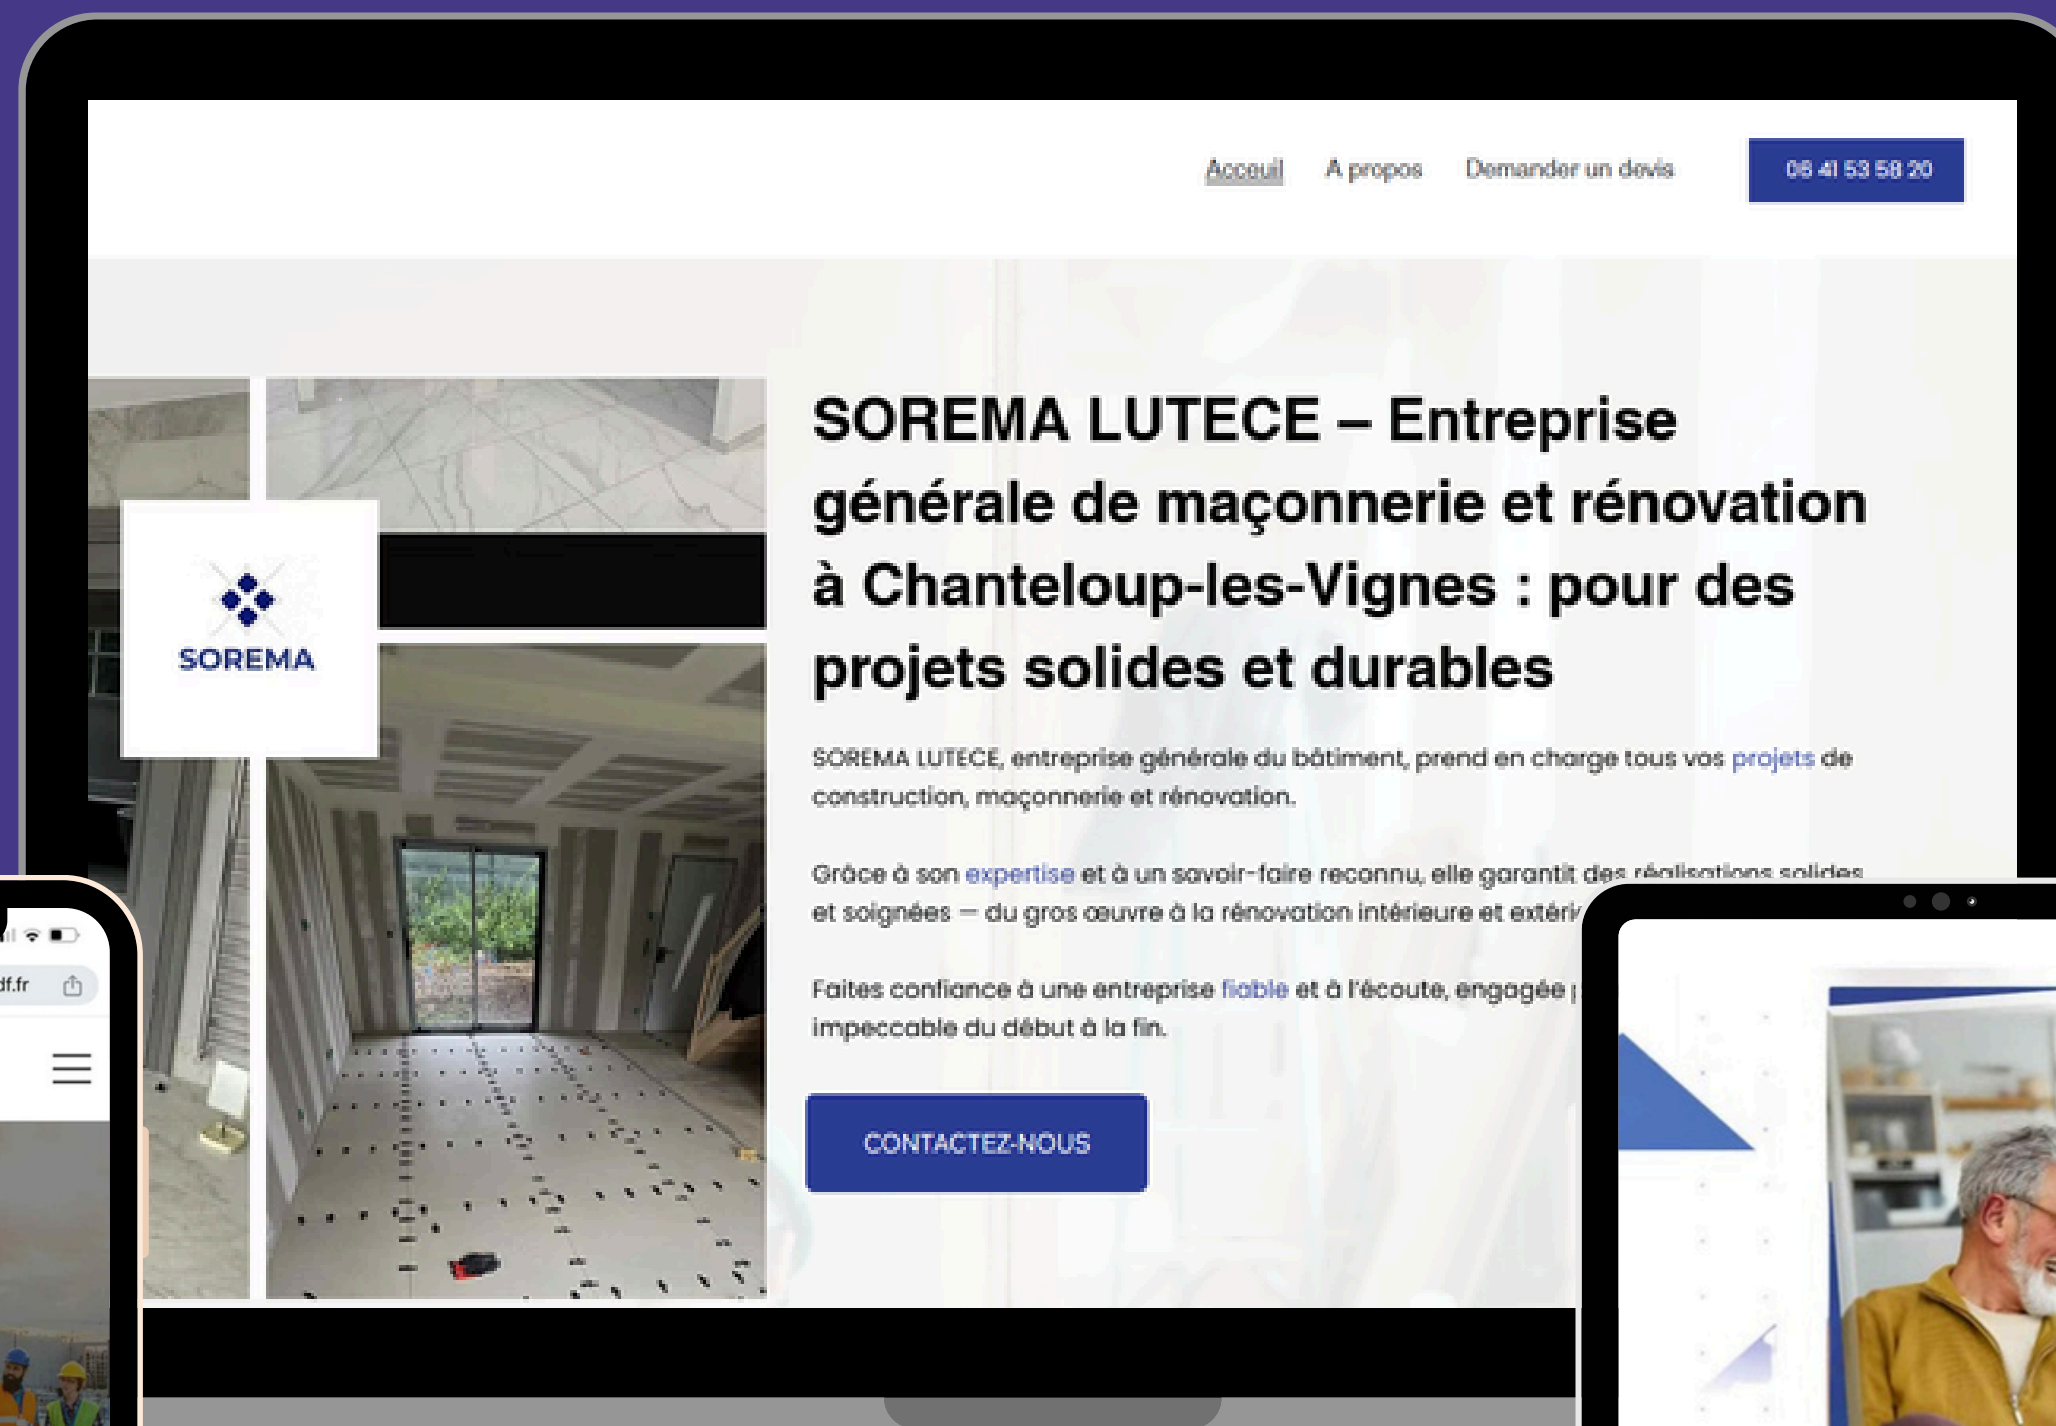 Acceuil A propos Demander un devis 06 41 53 58 20
SOREMA
SOREMA LUTECE – Entreprise
générale de maçonnerie et rénovation
à Chanteloup-les-Vignes : pour des
projets solides et durables
SOREMA LUTECE, entreprise générale du bâtiment, prend en charge tous vos projets de
construction, maçonnerie et rénovation.
Grâce à son expertise et à un savoir-faire reconnu, elle garantit des réalisations solides
et soignées — du gros œuvre à la rénovation intérieure et
Faites confiance à une entreprise fiable et à l'écoute, engagée
impeccable du début à la fin.
CONTACTEZ-NOUS
df.fr